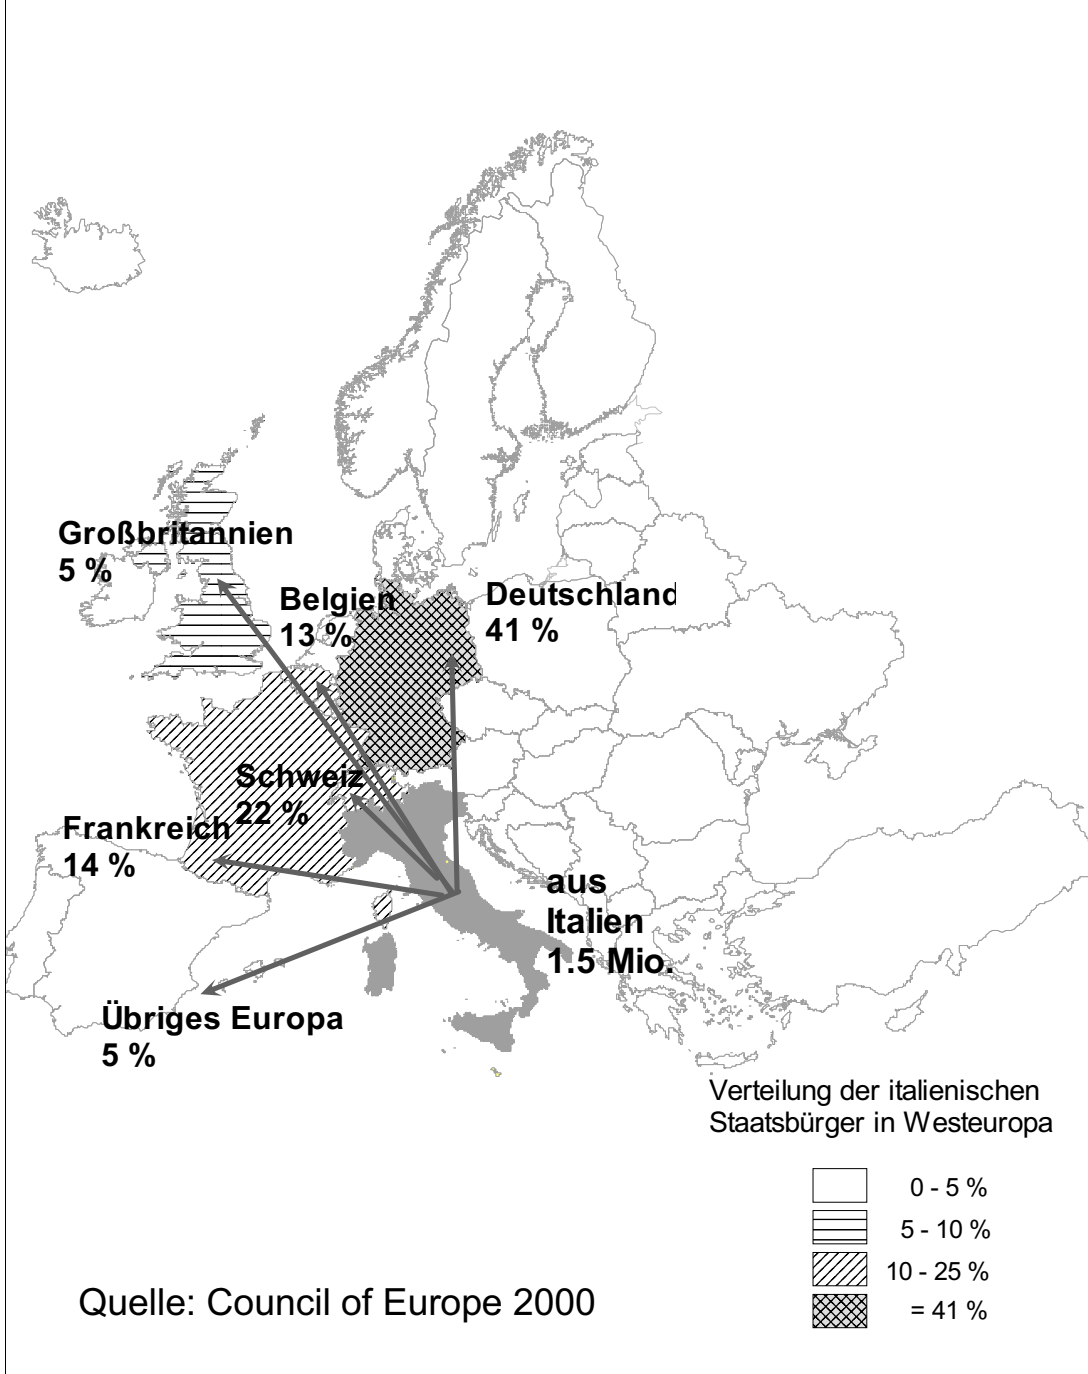 Großbritannien
5 %
Belgien
13 %
Deutschland
41 %
Schweiz
22 %
Frankreich
14 %
aus
Italien
1.5 Mio.
Übriges Europa
5 %
Verteilung der italienischen
Staatsbürger in Westeuropa
0 - 5 %
5 - 10 %
10 - 25 %
= 41 %
Quelle: Council of Europe 2000